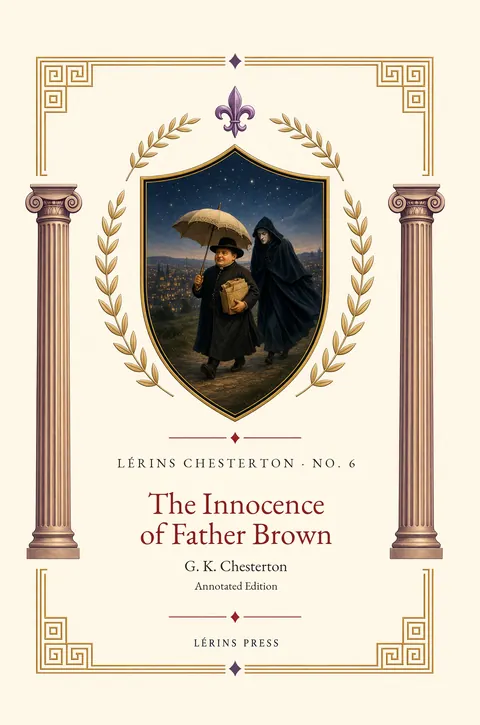 LÉRINS CHESTERTON · NO. 6
The Innocence
of Father Brown
G. K. Chesterton
Annotated Edition
LÉRINS PRESS